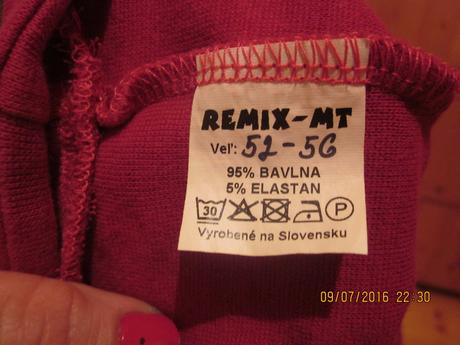 REMIX-MT
Veľ: 52-56
95% BAVLNA
5% ELASTAN
30 P
Vyrobené na Slovensku
09/07/2016 22:30